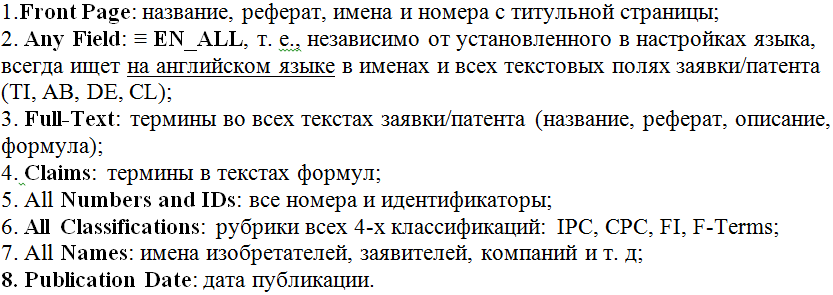 1.Front Page: название, реферат, имена и номера с титульной страницы;
2. Any Field: ≡ EN_ALL, т. е., независимо от установленного в настройках языка,
всегда ищет на английском языке в именах и всех текстовых полях заявки/патента
(TI, AB, DE, CL);
3. Full-Text: термины во всех текстах заявки/патента (название, реферат, описание,
формула);
4. Claims: термины в текстах формул;
5. All Numbers and IDs: все номера и идентификаторы;
6. All Classifications: рубрики всех 4-х классификаций: IPC, CPC, FI, F-Terms;
7. All Names: имена изобретателей, заявителей, компаний и т. д;
8. Publication Date: дата публикации.